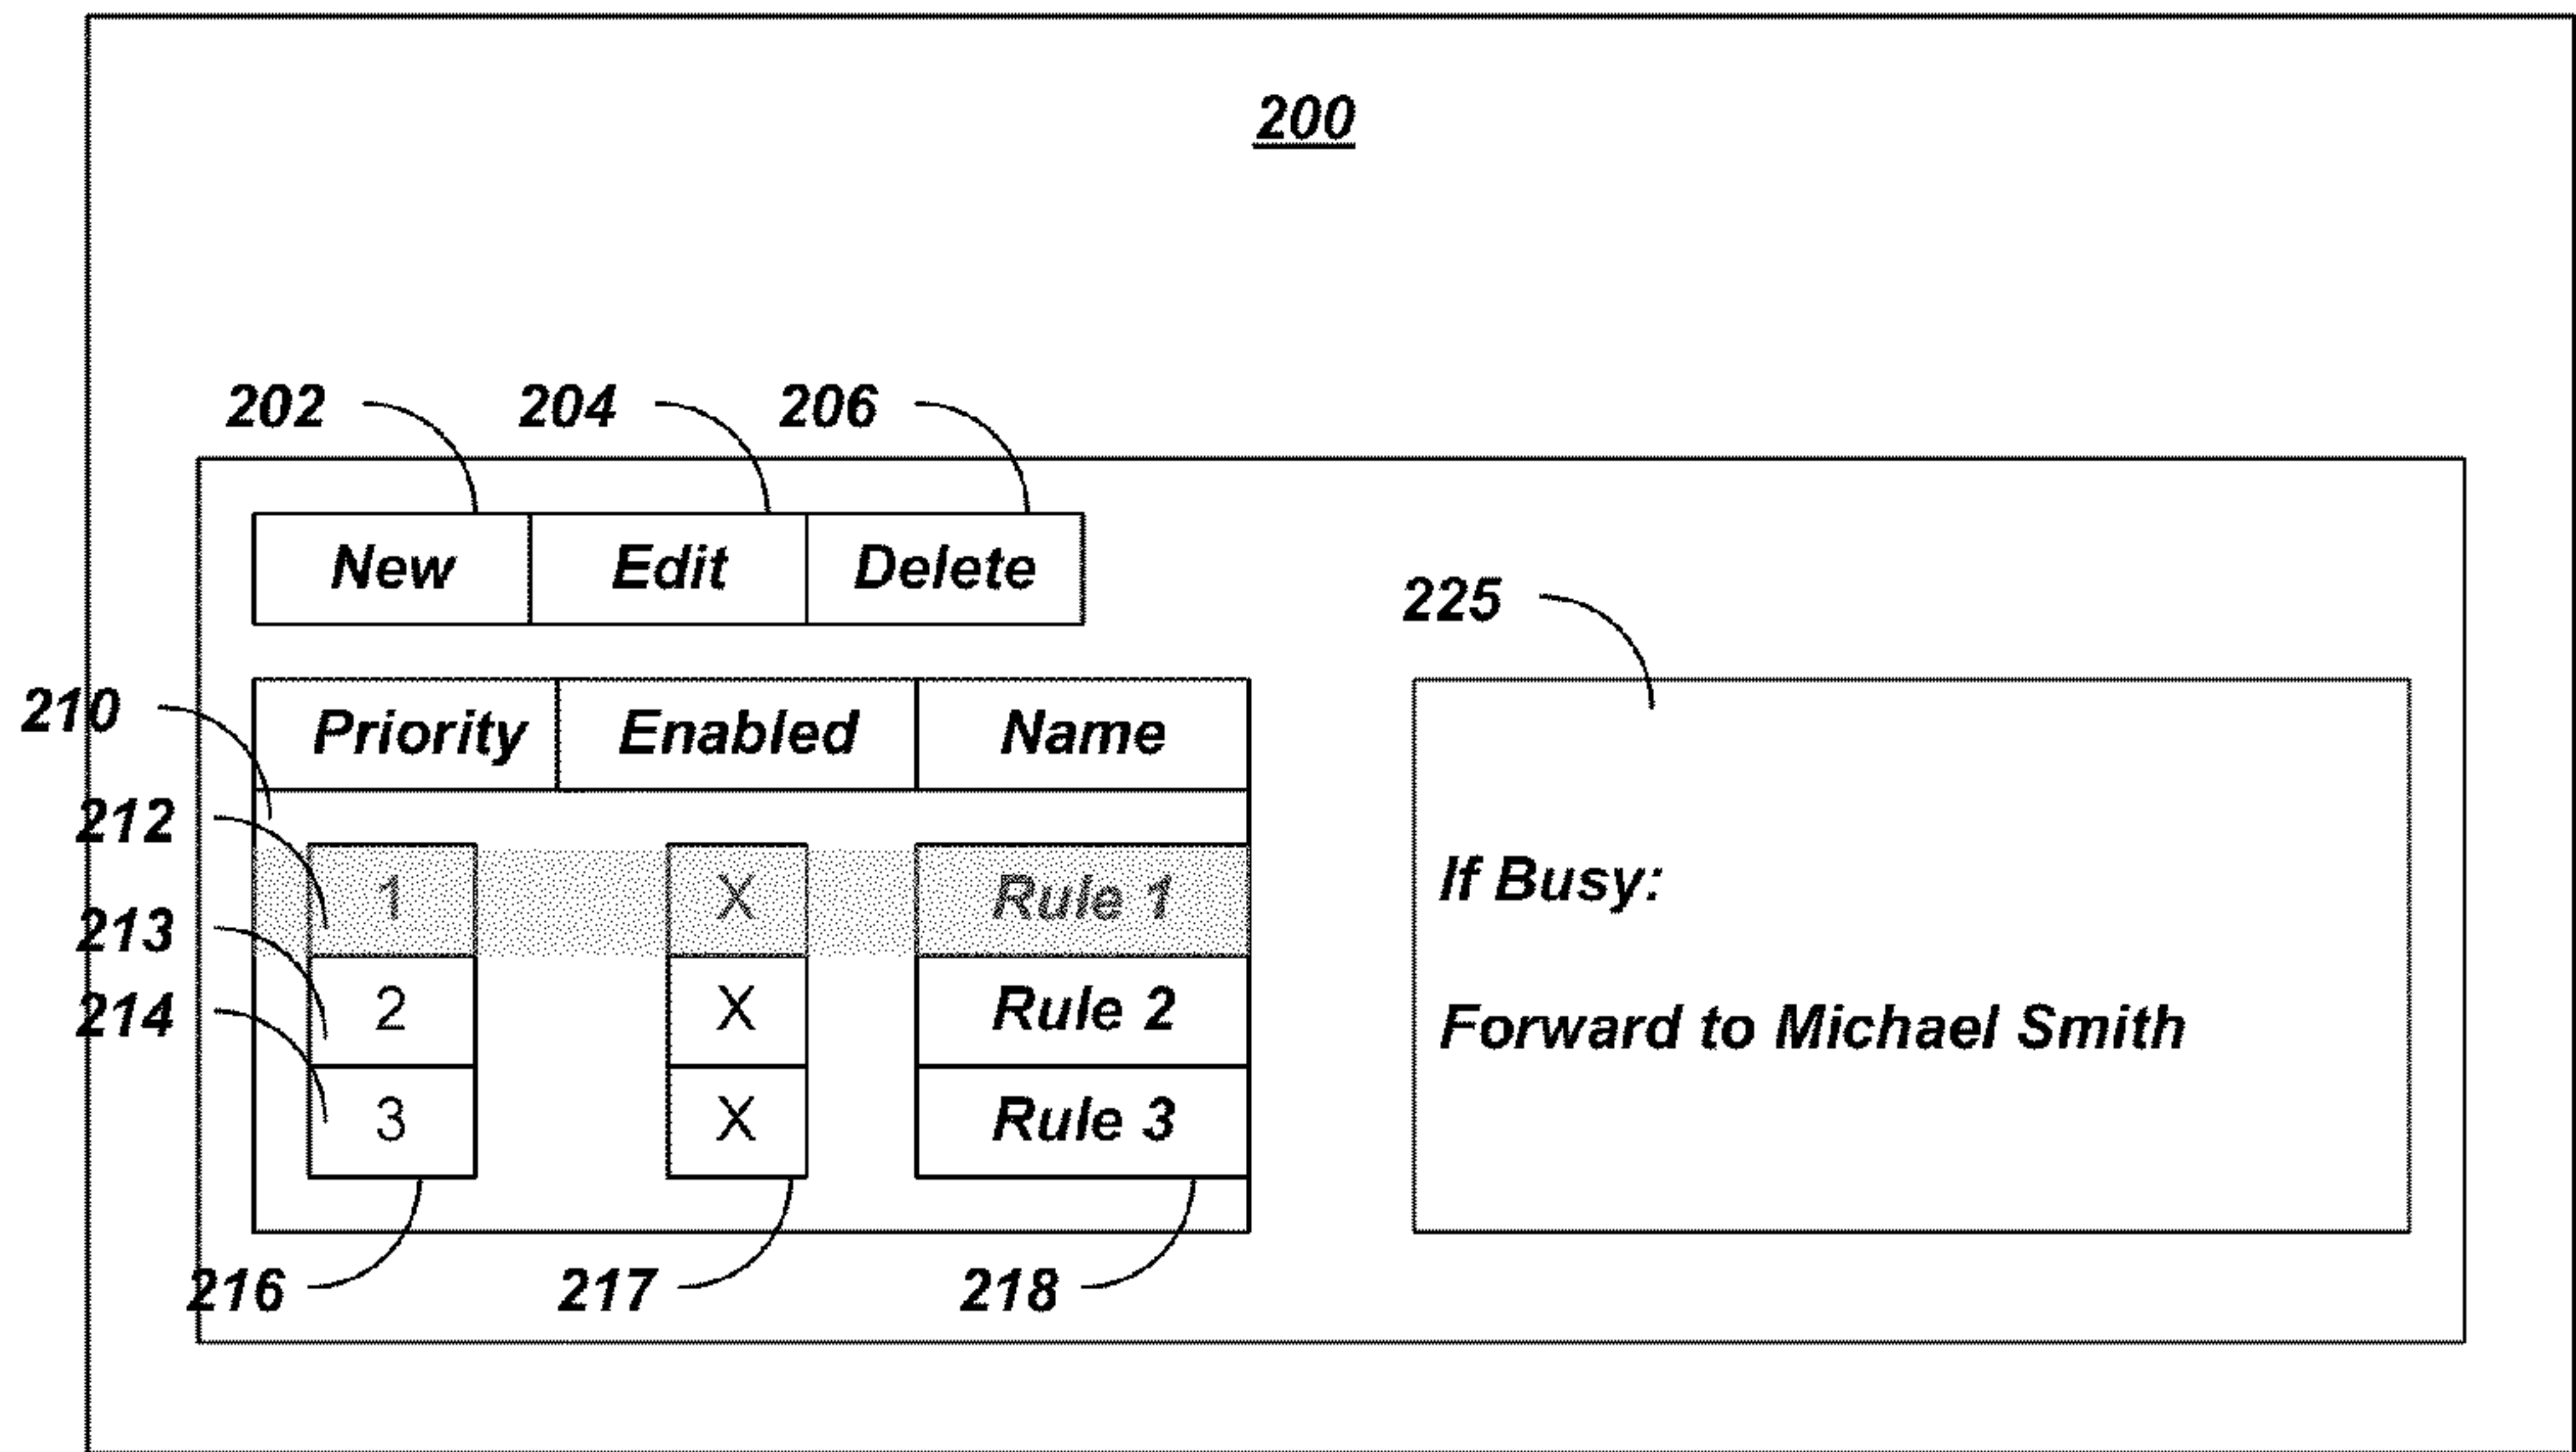 200
202 204 206
New Edit Delete
225
210
Priority Enabled Name
212
1 X Rule 1
If Busy:
213
2 X Rule 2
214
Forward to Michael Smith
3 X Rule 3
216 217 218